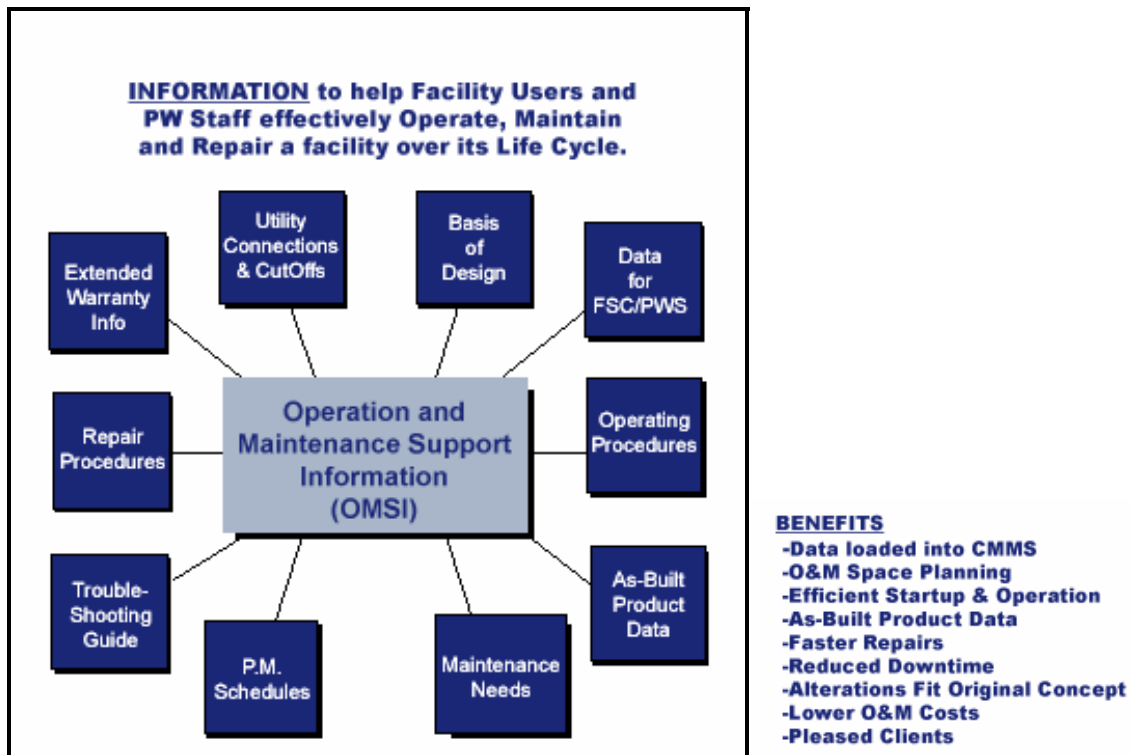 INFORMATION to help Facility Users and
PW Staff effectively Operate, Maintain
and Repair a facility over its Life Cycle.
Extended
Warranty
Info
Utility
Connections
& CutOffs
Basis
of
Design
Data
for
FSC/PWS
Repair
Procedures
Operation and
Maintenance Support
Information
(OMSI)
Operating
Procedures
Trouble-
Shooting
Guide
P.M.
Schedules
Maintenance
Needs
As-Built
Product
Data
BENEFITS
-Data loaded into CMMS
-O&M Space Planning
-Efficient Startup & Operation
-As-Built Product Data
-Faster Repairs
-Reduced Downtime
-Alterations Fit Original Concept
-Lower O&M Costs
-Pleased Clients